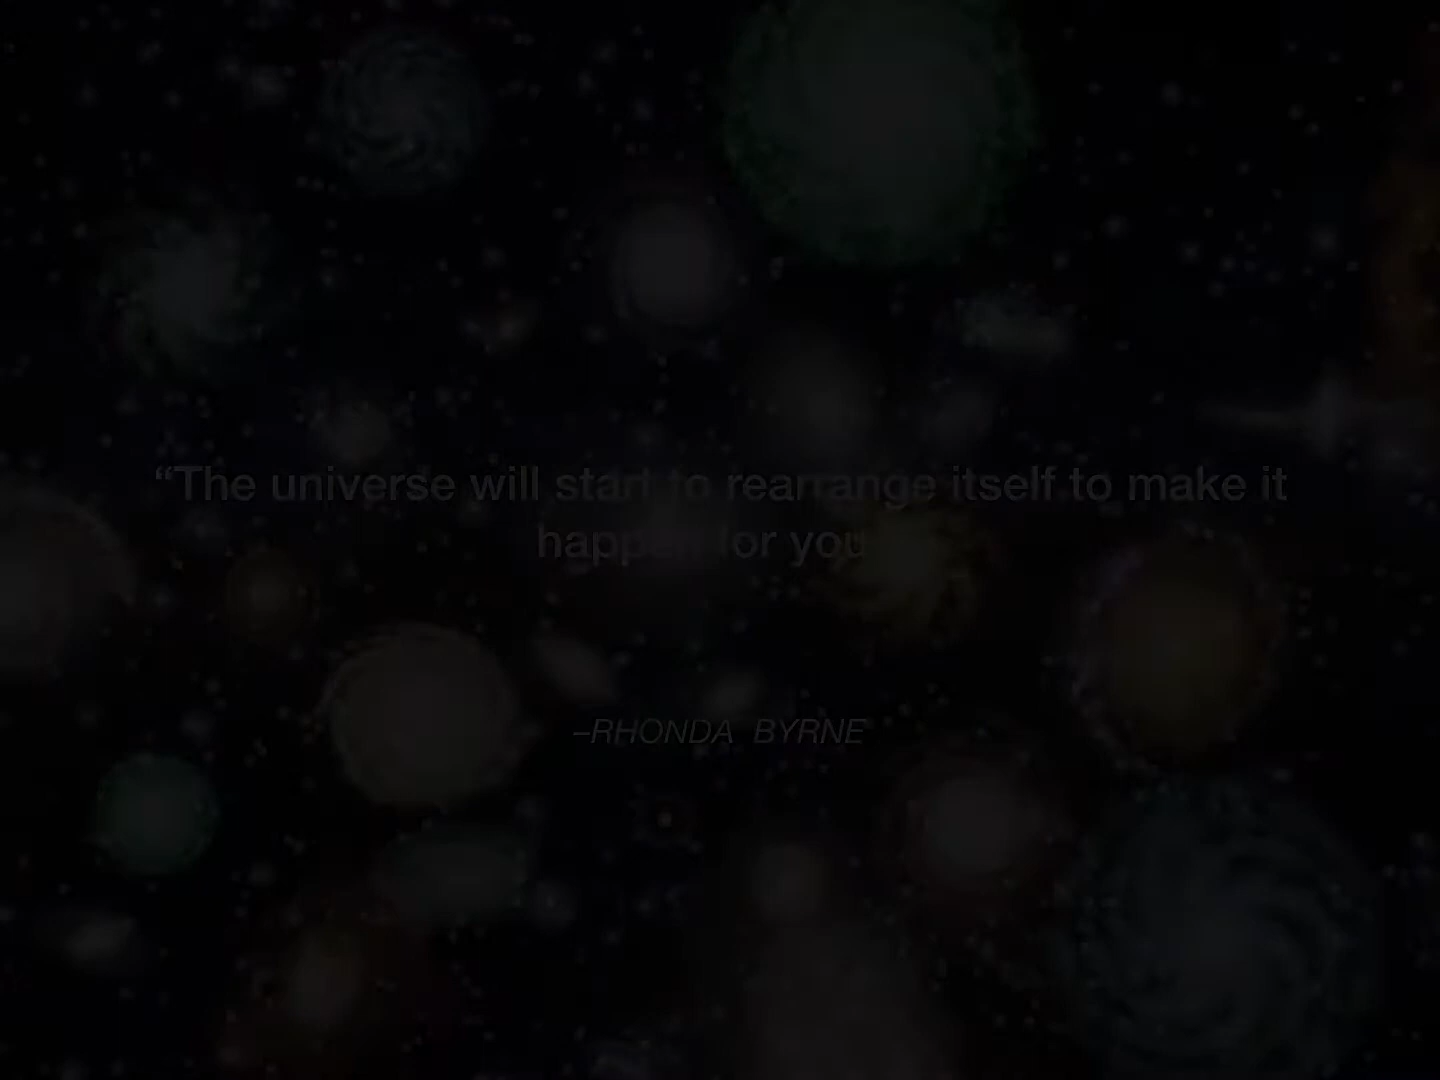 “The universe will start to rearrange itself to make it
happen for you
–RHONDA BYRNE